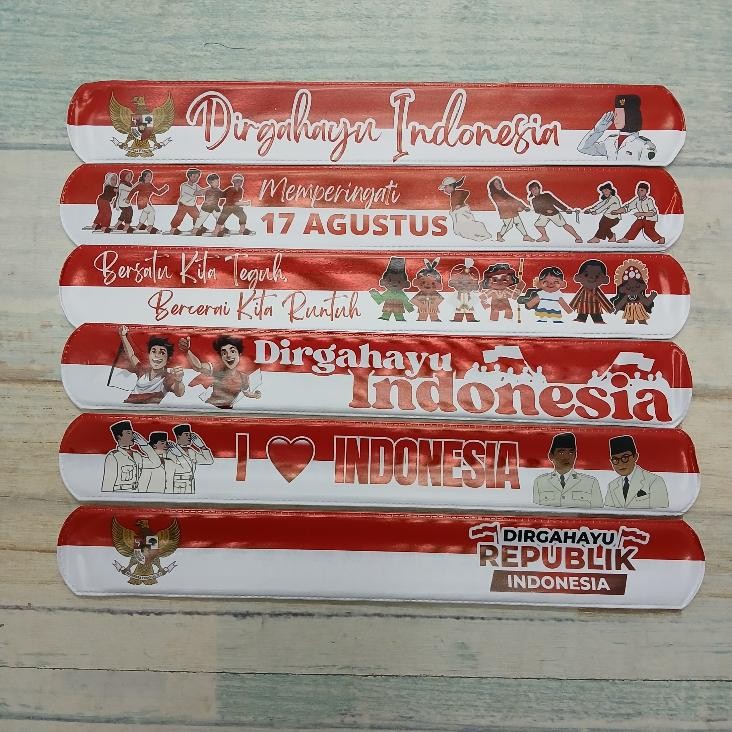 Dirgahayu Indonesia
Memperingati
17 AGUSTUS
Bersatu Kita Teguh,
Bercerai Kita Runtuh
Dirgahayu
Indonesia
I ♥ INDONESIA
DIRGAHAYU
REPUBLIK
INDONESIA